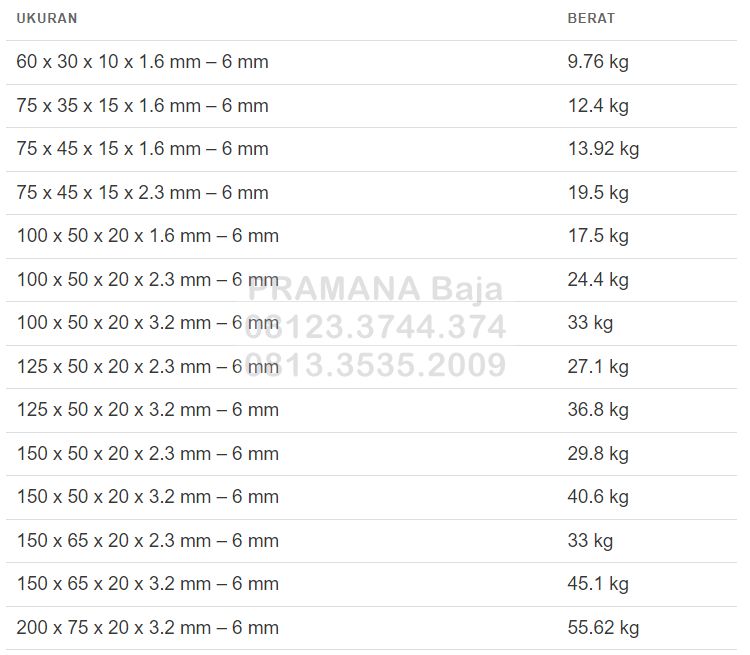 UKURAN BERAT
60 x 30 x 10 x 1.6 mm – 6 mm 9.76 kg
75 x 35 x 15 x 1.6 mm – 6 mm 12.4 kg
75 x 45 x 15 x 1.6 mm – 6 mm 13.92 kg
75 x 45 x 15 x 2.3 mm – 6 mm 19.5 kg
100 x 50 x 20 x 1.6 mm – 6 mm 17.5 kg
100 x 50 x 20 x 2.3 mm – 6 mm 24.4 kg
PRAMANA Baja
100 x 50 x 20 x 3.2 mm – 6 mm 33 kg
08123.3744.374
125 x 50 x 20 x 2.3 mm – 6 mm 27.1 kg
0813.3535.2009
125 x 50 x 20 x 3.2 mm – 6 mm 36.8 kg
150 x 50 x 20 x 2.3 mm – 6 mm 29.8 kg
150 x 50 x 20 x 3.2 mm – 6 mm 40.6 kg
150 x 65 x 20 x 2.3 mm – 6 mm 33 kg
150 x 65 x 20 x 3.2 mm – 6 mm 45.1 kg
200 x 75 x 20 x 3.2 mm – 6 mm 55.62 kg